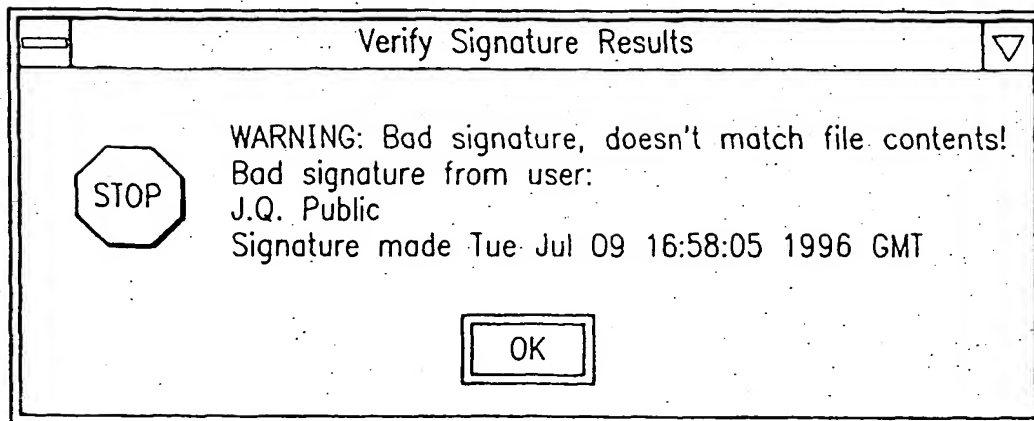 Verify Signature Results
STOP
WARNING: Bad signature, doesn't match file contents!
Bad signature from user:
J.Q. Public
Signature made Tue Jul 09 16:58:05 1996 GMT
OK